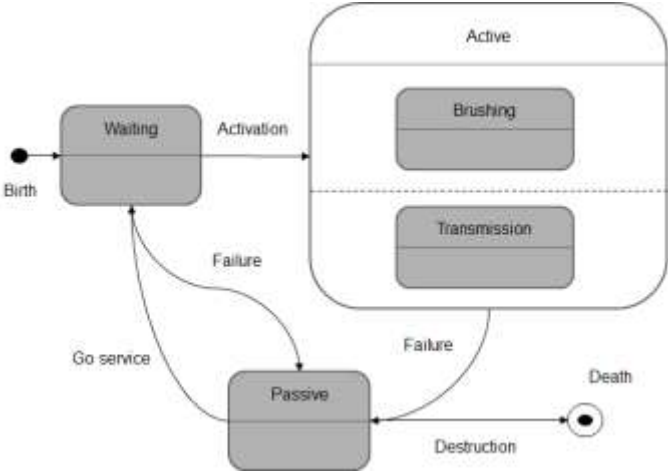 Active
Brushing
Waiting
Activation
Birth
Transmission
Failure
Failure
Go service
Death
Passive
Destruction